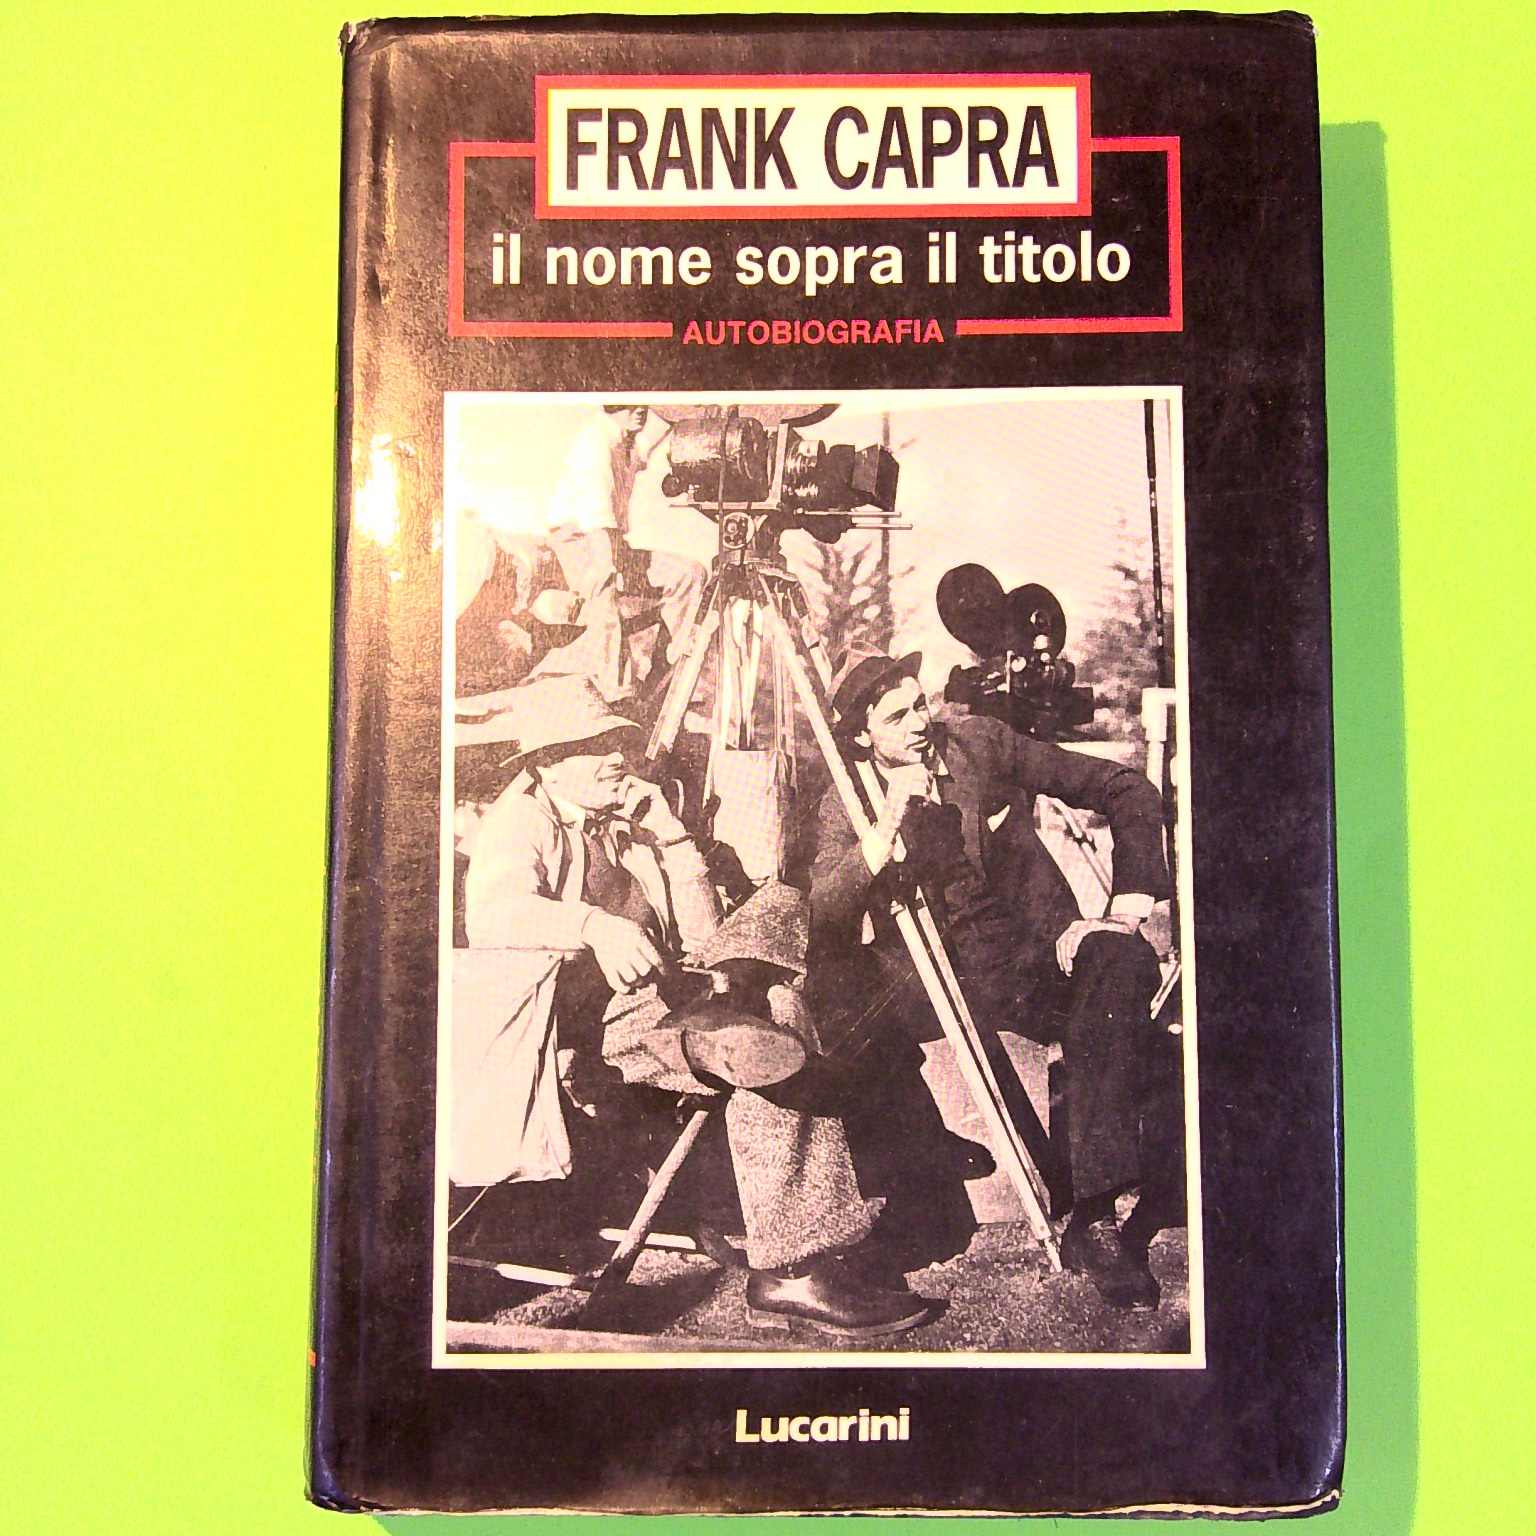 FRANK CAPRA
il nome sopra il titolo
AUTOBIOGRAFIA
Lucarini